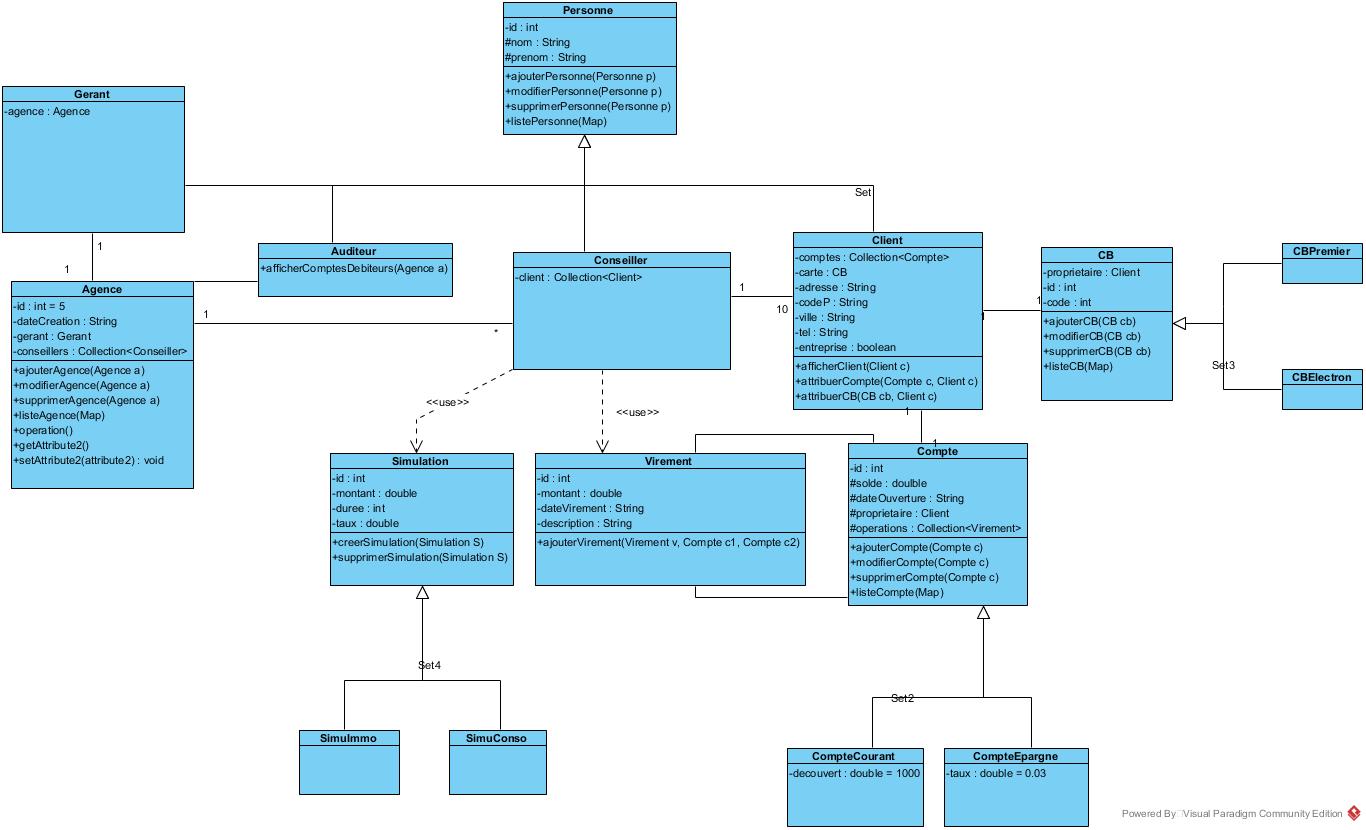 Personne
-id : int
#nom : String
#prenom : String
+ajouterPersonne(Personne p)
+modifierPersonne(Personne p)
+supprimerPersonne(Personne p)
+listePersonne(Map)
Gerant
-agence : Agence
Set
1
1
Auditeur
+afficherComptesDebiteurs(Agence a)
Agence
-id : int = 5
-dateCreation : String
-gerant : Gerant
-conseillers : Collection<Conseiller>
+ajouterAgence(Agence a)
+modifierAgence(Agence a)
+supprimerAgence(Agence a)
+listeAgence(Map)
+operation()
+getAttribute2()
+setAttribute2(attribute2) : void
1
*
Conseiller
-client : Collection<Client>
1
10
Client
-comptes : Collection<Compte>
-carte : CB
-adresse : String
-codeP : String
-ville : String
-tel : String
-entreprise : boolean
+afficherClient(Client c)
+attribuerCompte(Compte c, Client c)
+attribuerCB(CB cb, Client c)
1
1
CB
-proprietaire : Client
-id : int
-code : int
+ajouterCB(CB cb)
+modifierCB(CB cb)
+supprimerCB(CB cb)
+listeCB(Map)
CBPremier
Set3
CBElectron
<<use>>
<<use>>
1
1
Simulation
-id : int
-montant : double
-duree : int
-taux : double
+creerSimulation(Simulation S)
+supprimerSimulation(Simulation S)
Virement
-id : int
-montant : double
-dateVirement : String
-description : String
+ajouterVirement(Virement v, Compte c1, Compte c2)
Compte
-id : int
#solde : doulble
#dateOuverture : String
#proprietaire : Client
#operations : Collection<Virement>
+ajouterCompte(Compte c)
+modifierCompte(Compte c)
+supprimerCompte(Compte c)
+listeCompte(Map)
Set4
Set2
SimuImmo
SimuConso
CompteCourant
-decouvert : double = 1000
CompteEpargne
-taux : double = 0.03
Powered By Visual Paradigm Community Edition